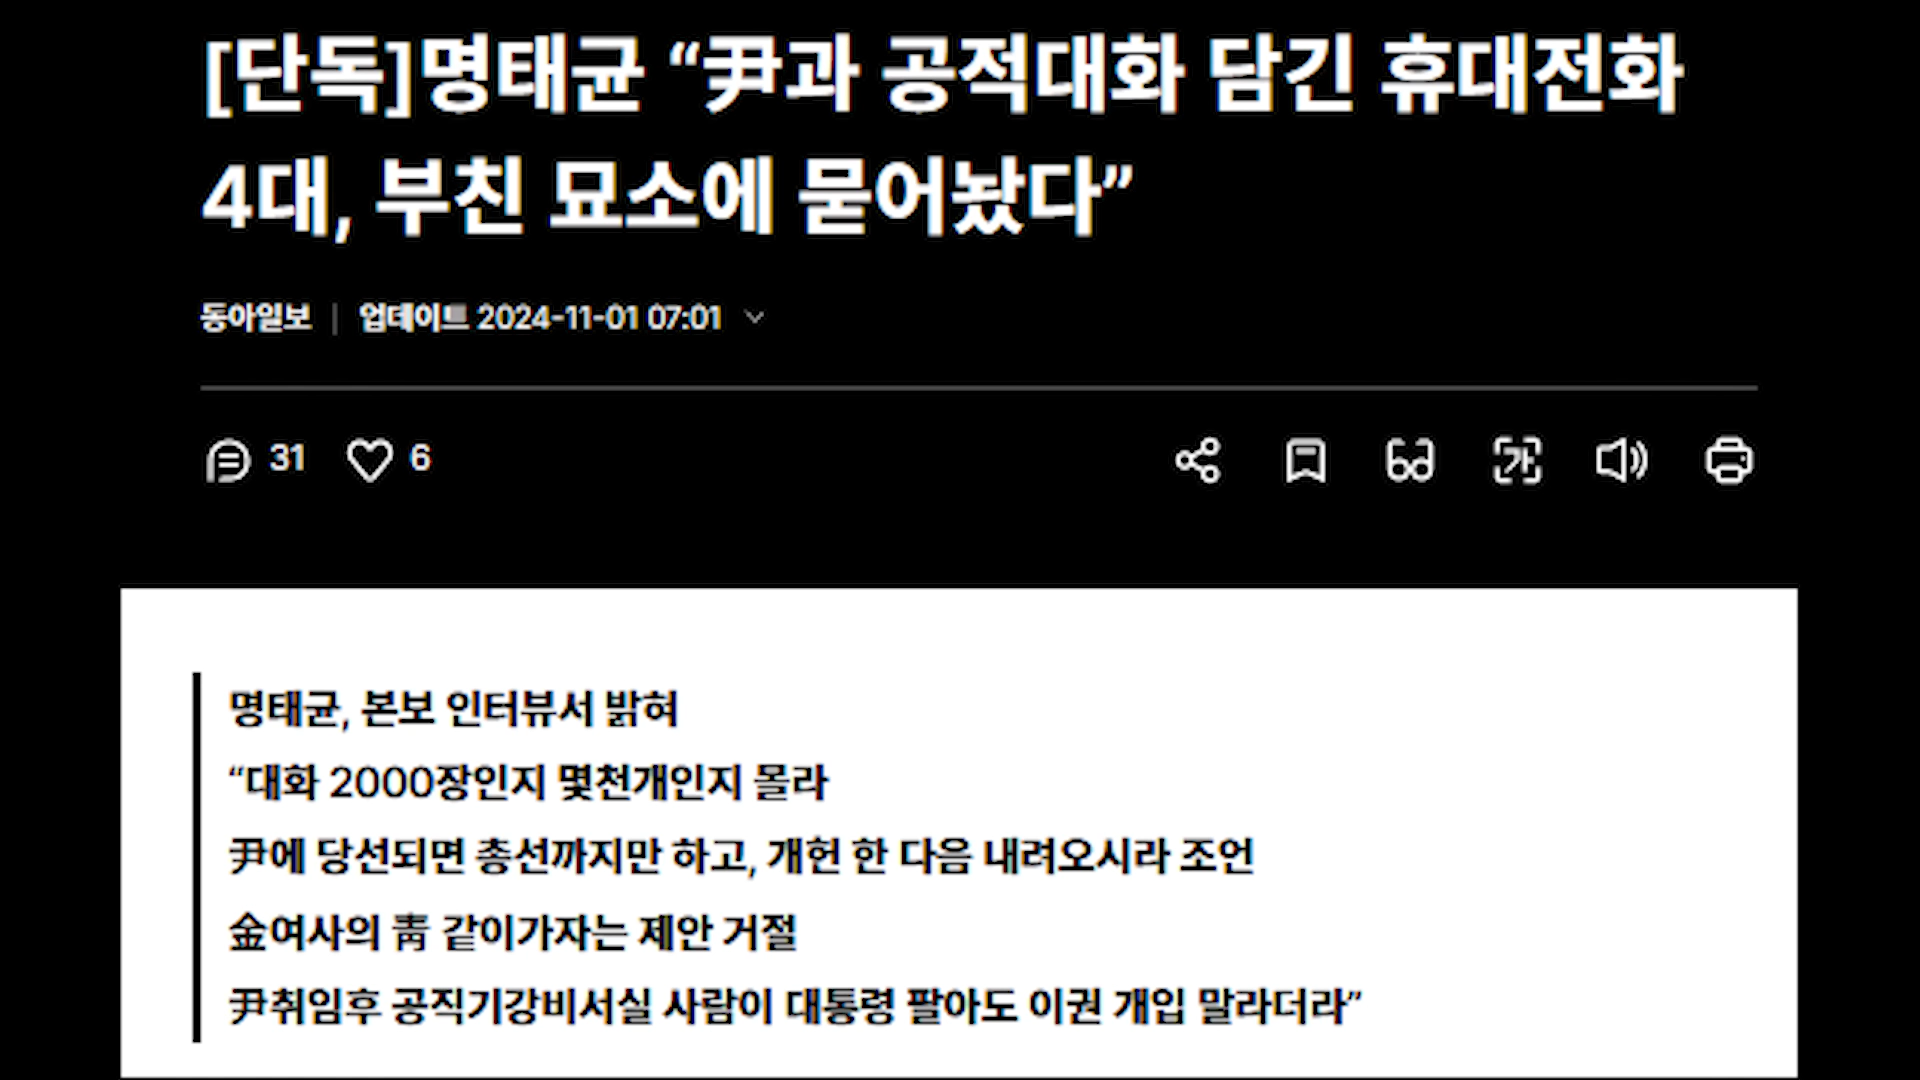 [단독]명태균 “尹과 공적대화 담긴 휴대전화
4대, 부친 묘소에 묻어놨다”
동아일보 | 업데이트 2024-11-01 07:01
31 6
가
명태균, 본보 인터뷰서 밝혀
“대화 2000장인지 몇천개인지 몰라
尹에 당선되면 총선까지만 하고, 개헌 한 다음 내려오시라 조언
金여사의 靑 같이가자는 제안 거절
尹취임후 공직기강비서실 사람이 대통령 팔아도 이권 개입 말라더라”